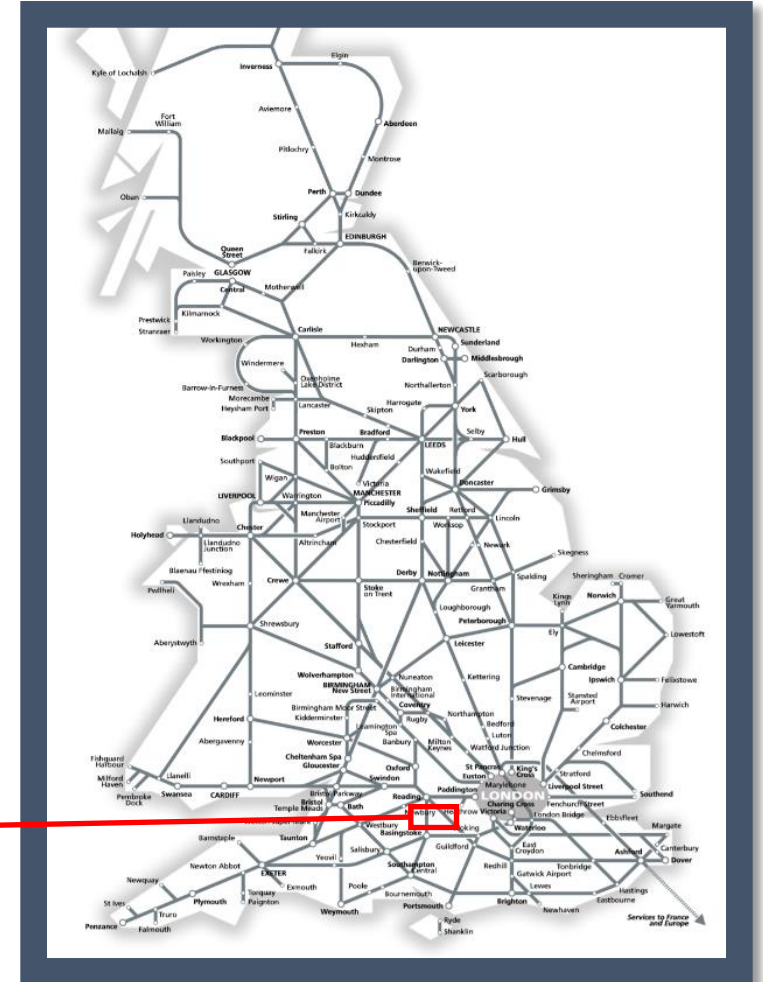 Elgin
Inverness
Kyle of Lochalsh
Aviemore
Fort
William
Aberdeen
Mallaig
Pitlochry
Montrose
Perth
Dundee
Oban
Kirkcaldy
Stirling
EDINBURGH
Queen
Street
Falkirk
Berwick-
upon-Tweed
Paisley
GLASGOW
Central
Motherwell
Kilmarnock
Prestwick
Stranraer
Carlisle
NEWCASTLE
Workington
Hexham
Sunderland
Durham
Darlington
Middlesbrough
Windermere
Scarborough
Oxenholme
Lake District
Northallerton
Barrow-in-Furness
Morecambe
Heysham Port
Lancaster
Harrogate
York
Skipton
Selby
Blackpool
Preston
Bradford
LEEDS
Hull
Blackburn
Huddersfield
Southport
Bolton
Wakefield
Wigan
Victoria
Doncaster
LIVERPOOL
Warrington
MANCHESTER
Piccadilly
Grimsby
Manchester
Airport
Sheffield
Retford
Llandudno
Stockport
Worksop
Lincoln
Holyhead
Chester
Llandudno
Junction
Altrincham
Chesterfield
Newark
Skegness
Blaenau Ffestiniog
Wrexham
Crewe
Stoke
on Trent
Derby
Nottingham
Grantham
Spalding
Sheringham
Cromer
Pwllheli
Kings
Lynn
Norwich
Great
Yarmouth
Loughborough
Peterborough
Shrewsbury
Ely
Lowestoft
Aberystwyth
Stafford
Leicester
Cambridge
Wolverhampton
Nuneaton
Kettering
Ipswich
Felixstowe
BIRMINGHAM
New Street
Birmingham
International
Leominster
Stevenage
Stansted
Airport
Harwich
Birmingham Moor Street
Coventry
Hereford
Kidderminster
Rugby
Northampton
Colchester
Leamington
Spa
Bedford
Abergavenny
Worcester
Banbury
Milton
Keynes
Luton
Watford Junction
Chelmsford
Cheltenham Spa
Gloucester
Oxford
St Pancras
Euston
King's
Cross
Stratford
Fishguard
Harbour
Llanelli
Newport
Swindon
Marylebone
Liverpool Street
Milford
Haven
Swansea
CARDIFF
Bristol Parkway
Reading
Paddington
LONDON
Southend
Pembroke
Dock
Bristol
Temple Meads
Bath
Charing Cross
Fenchurch Street
Victoria
London Bridge
Ebbsfleet
Westbury
Basingstoke
Waterloo
Margate
Barnstaple
Taunton
Salisbury
Guildford
East
Croydon
Canterbury
Newton Abbot
Yeovil
Southampton
Central
Redhill
Tonbridge
Ashford
Dover
EXETER
Gatwick Airport
Newquay
Exmouth
Poole
Bournemouth
Lewes
Hastings
St Ives
Plymouth
Torquay
Paignton
Weymouth
Portsmouth
Brighton
Eastbourne
Truro
Newhaven
Penzance
Falmouth
Ryde
Shanklin
Services to France
and Europe